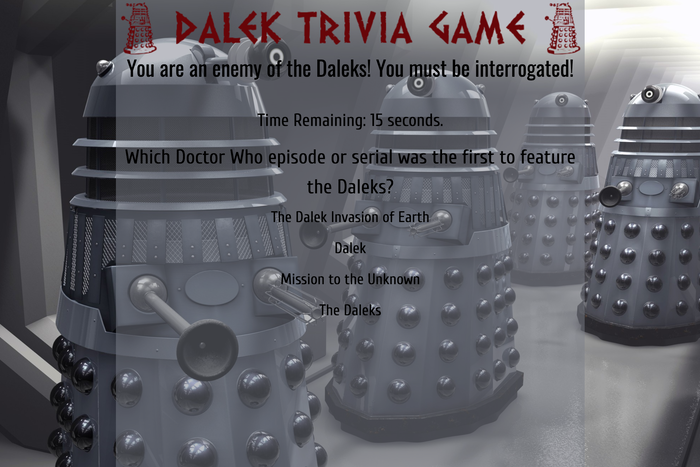 DALEK TRIVIA GAME
You are an enemy of the Daleks! You must be interrogated!
Time Remaining: 15 seconds.
Which Doctor Who episode or serial was the first to feature
the Daleks?
The Dalek Invasion of Earth
Dalek
Mission to the Unknown
The Daleks